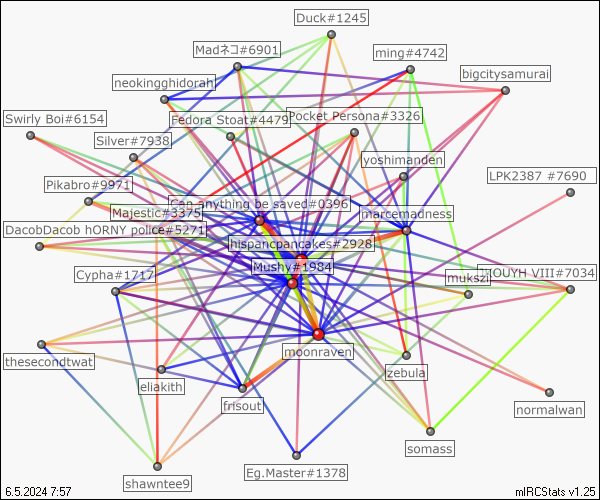 Duck#1245
Madネコ#6901
ming#4742
bigcitysamurai
neokingghidorah
Swirly Boi#6154
Fedora Stoat#4479
Pocket Persona#3326
Silver#7938
yoshimanden
LPK2387 #7690
Pikabro#9971
Can anything be saved#0396
Majestic#3375
marcemadness
DacobDacob hORNY police#5271
hispancpancakes#2928
Mushy#1984
Cypha#1717
mukszi
OUYH VIII#7034
moonraven
thesecondtwat
zebula
eliakith
frisout
normalwan
somass
Eg.Master#1378
shawntee9
6.5.2024 7:57
mIRCStats v1.25